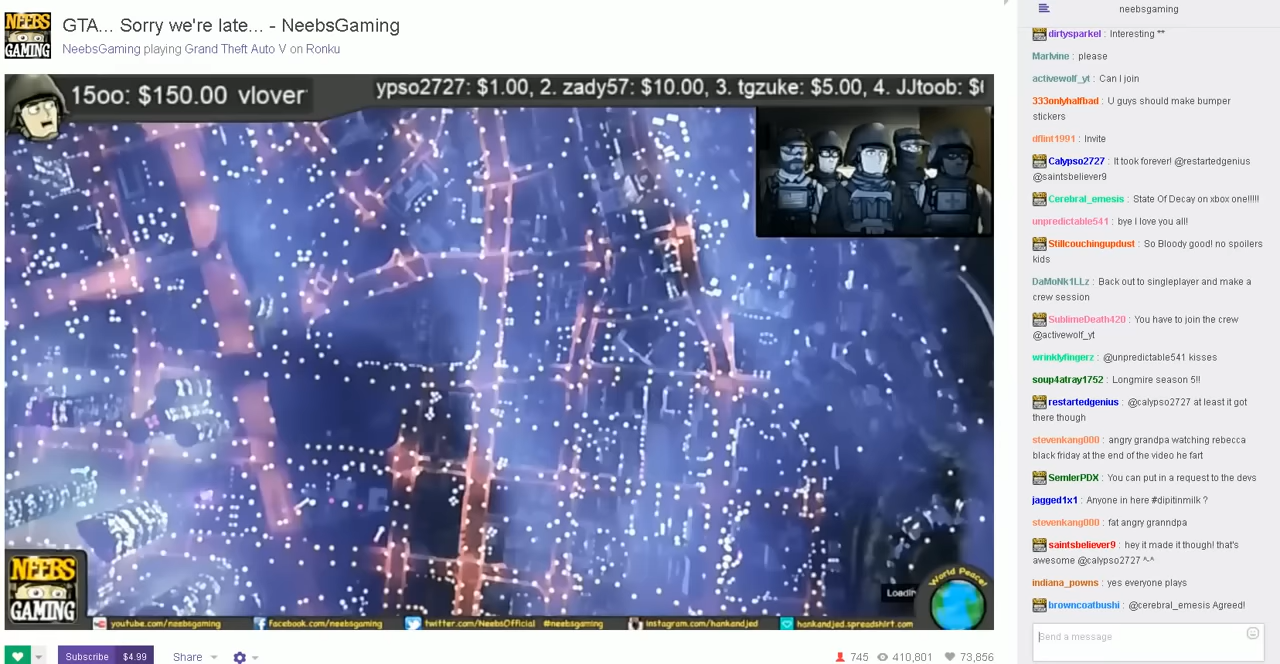 NEEBS
GAMING
GTA... Sorry we're late... - NeebsGaming
NeebsGaming playing Grand Theft Auto V on Ronku
15oo: $150.00 vlover
ypso2727: $1.00, 2. zady57: $10.00, 3. tgzuke: $5.00, 4. JJtoob: $
NEEBS
GAMING
Loadin
World Peace!
youtube.com/neebsgaming
facebook.com/neebsgaming
twitter.com/NeebsOfficial #neebsgaming
instagram.com/hankandjed
hankandjed.spreadshirt.com
Subscribe $4.99
Share
745
410,801
73,856
neebsgaming
dirtysparkel : Interesting **
Marlvine : please
activewolf_yt : Can I join
333onlyhalfbad : U guys should make bumper
stickers
dflint1991 : Invite
Calypso2727 : It took forever! @restartedgenius
@saintsbeliever9
Cerebral_emesis : State Of Decay on xbox one!!!!!
unpredictable541 : bye I love you all!
Stillcouchingupdust : So Bloody good! no spoilers
kids
DaMoNk1LLz : Back out to singleplayer and make a
crew session
SublimeDeath420 : You have to join the crew
@activewolf_yt
wrinklyfingerz : @unpredictable541 kisses
soup4atray1752 : Longmire season 5!!
restartedgenius : @calypso2727 at least it got
there though
stevenkang000 : angry grandpa watching rebecca
black friday at the end of the video he fart
SemlerPDX : You can put in a request to the devs
jagged1x1 : Anyone in here #dipitinmilk ?
stevenkang000 : fat angry granndpa
saintsbeliever9 : hey it made it though! that's
awesome @calypso2727 ^-^
indiana_powns : yes everyone plays
browncoatbushi : @cerebral_emesis Agreed!
Send a message